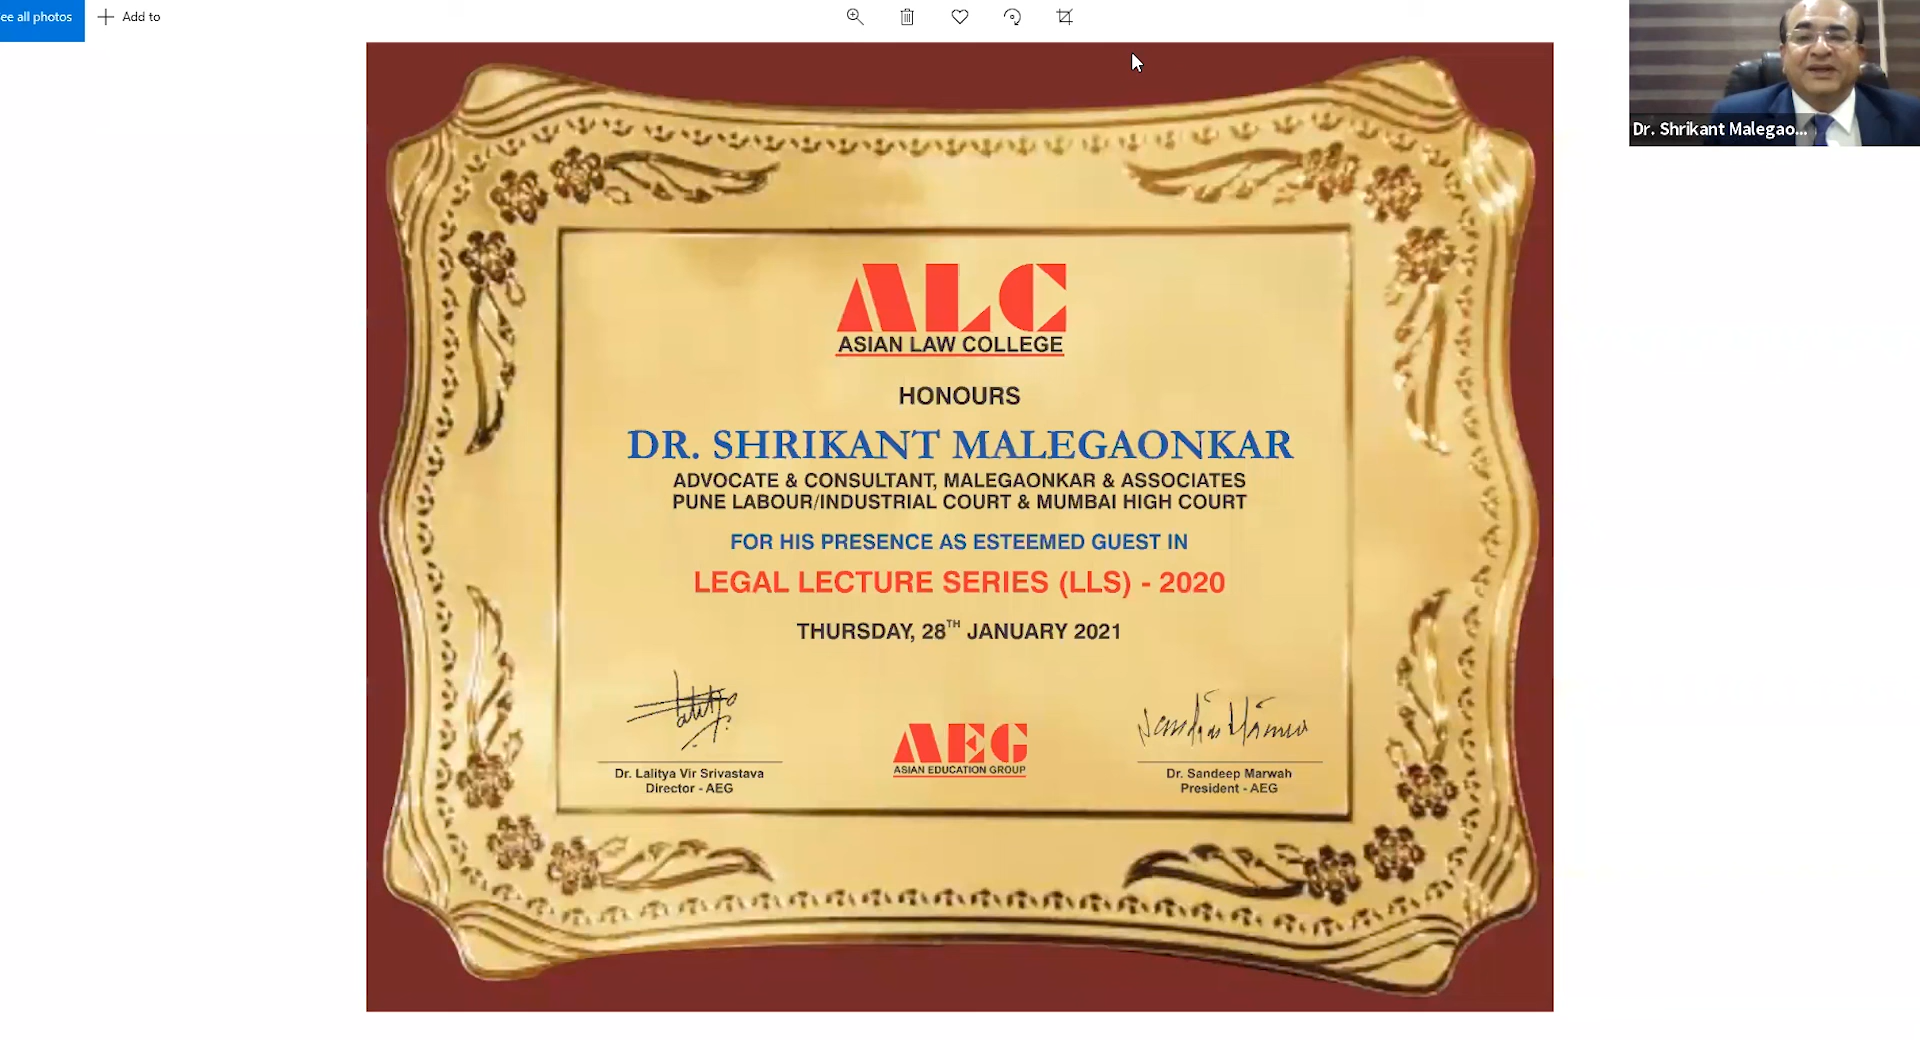 ee all photos
Add to
Dr. Shrikant Malegao...
ALC
ASIAN LAW COLLEGE
HONOURS
DR. SHRIKANT MALEGAONKAR
ADVOCATE & CONSULTANT, MALEGAONKAR & ASSOCIATES
PUNE LABOUR/INDUSTRIAL COURT & MUMBAI HIGH COURT
FOR HIS PRESENCE AS ESTEEMED GUEST IN
LEGAL LECTURE SERIES (LLS) - 2020
THURSDAY, 28TH JANUARY 2021
AEG
ASIAN EDUCATION GROUP
Dr. Lalitya Vir Srivastava
Director - AEG
Dr. Sandeep Marwah
President - AEG